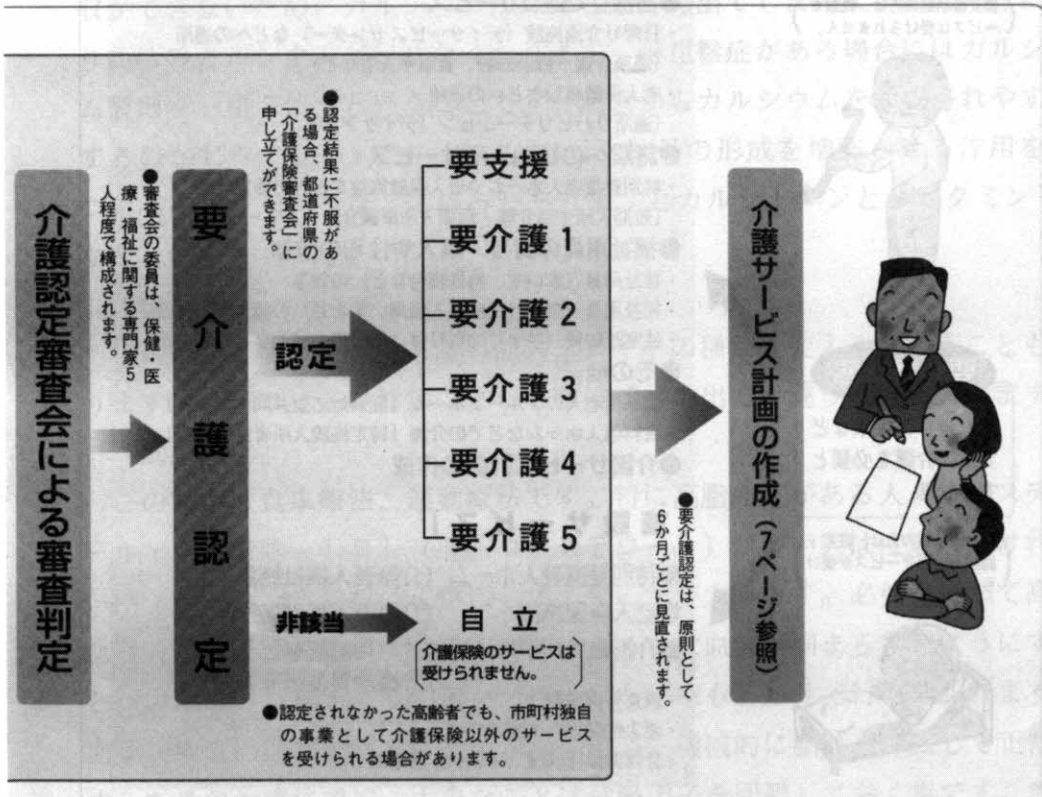 介護認定審査会による審査判定
●審査会の委員は、保健・医
療・福祉に関する専門家5
人程度で構成されます。
要介護認定
●認定結果に不服があ
る場合、都道府県の
「介護保険審査会」に
申し立てができます。
認定
要支援
要介護1
要介護2
要介護3
要介護4
要介護5
非該当
自立
介護保険のサービスは
受けられません。
●認定されなかった高齢者でも、市町村独自
の事業として介護保険以外のサービス
を受けられる場合があります。
●要介護認定は、原則として
6か月ごとに見直されます。
介護サービス計画の作成(7ページ参照)